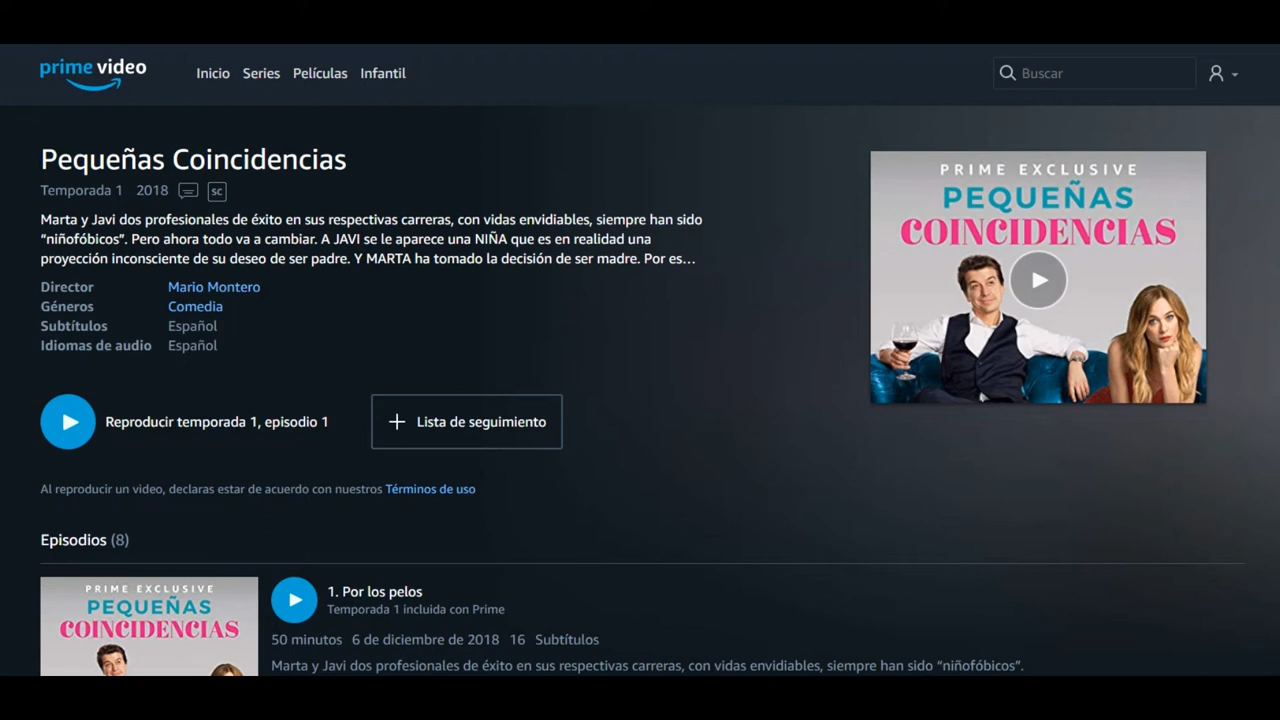 prime video
Inicio Series Películas Infantil
Buscar
Pequeñas Coincidencias
Temporada 1 2018 SC
Marta y Javi dos profesionales de éxito en sus respectivas carreras, con vidas envidiables, siempre han sido
“niñofóbicos”. Pero ahora todo va a cambiar. A JAVI se le aparece una NIÑA que es en realidad una
proyección inconsciente de su deseo de ser padre. Y MARTA ha tomado la decisión de ser madre. Por es…
Director Mario Montero
Géneros Comedia
Subtítulos Español
Idiomas de audio Español
PRIME EXCLUSIVE
PEQUEÑAS
COINCIDENCIAS
Reproducir temporada 1, episodio 1
+ Lista de seguimiento
Al reproducir un video, declaras estar de acuerdo con nuestros Términos de uso
Episodios (8)
PRIME EXCLUSIVE
PEQUEÑAS
COINCIDENCIAS
1. Por los pelos
Temporada 1 incluida con Prime
50 minutos 6 de diciembre de 2018 16 Subtítulos
Marta y Javi dos profesionales de éxito en sus respectivas carreras, con vidas envidiables, siempre han sido “niñofóbicos”.